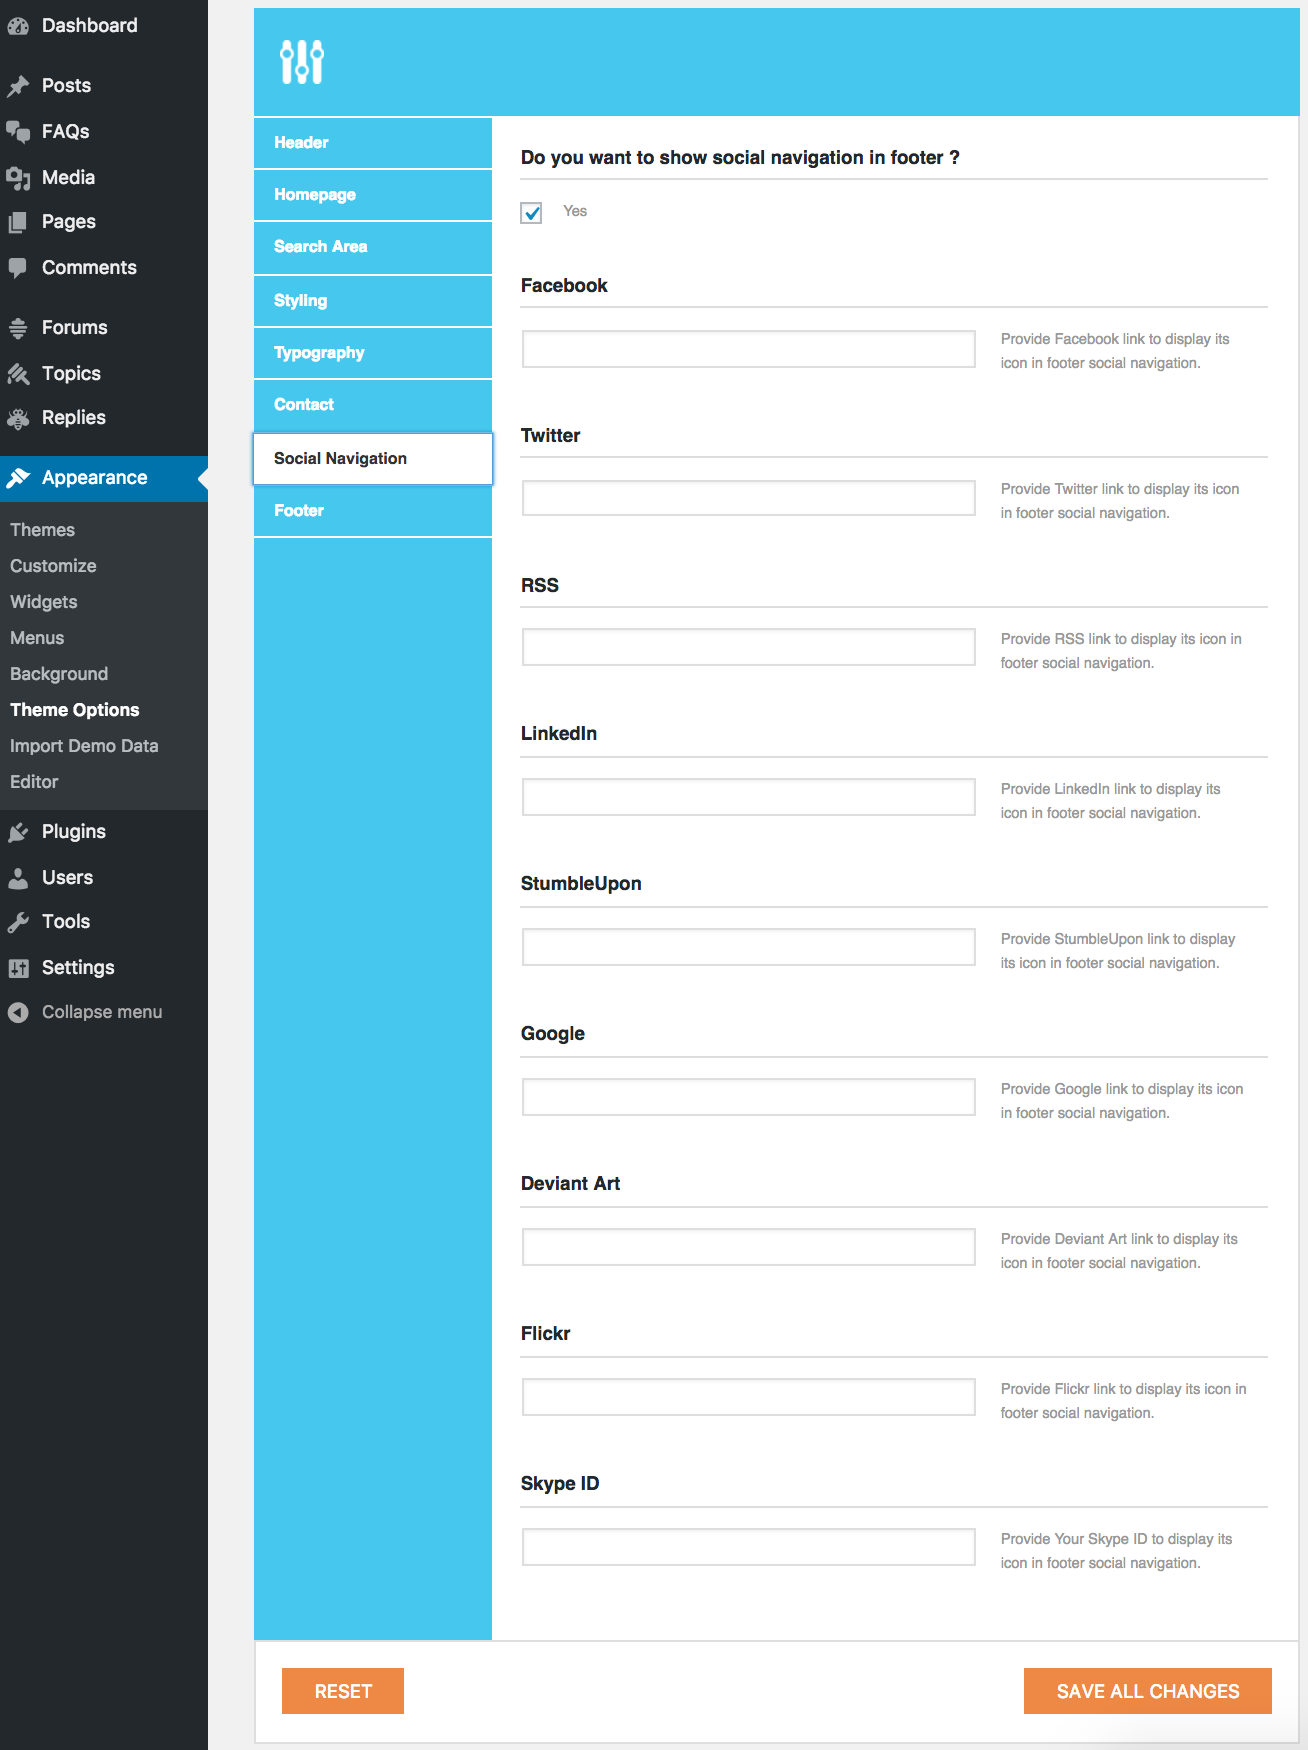 Dashboard
Posts
FAQs
Media
Pages
Comments
Forums
Topics
Replies
Appearance
Themes
Customize
Widgets
Menus
Background
Theme Options
Import Demo Data
Editor
Plugins
Users
Tools
Settings
Collapse menu
Header
Homepage
Search Area
Styling
Typography
Contact
Social Navigation
Footer
Do you want to show social navigation in footer ?
Yes
Facebook
Provide Facebook link to display its
icon in footer social navigation.
Twitter
Provide Twitter link to display its icon
in footer social navigation.
RSS
Provide RSS link to display its icon in
footer social navigation.
LinkedIn
Provide LinkedIn link to display its
icon in footer social navigation.
StumbleUpon
Provide StumbleUpon link to display
its icon in footer social navigation.
Google
Provide Google link to display its icon
in footer social navigation.
Deviant Art
Provide Deviant Art link to display its
icon in footer social navigation.
Flickr
Provide Flickr link to display its icon in
footer social navigation.
Skype ID
Provide Your Skype ID to display its
icon in footer social navigation.
RESET
SAVE ALL CHANGES